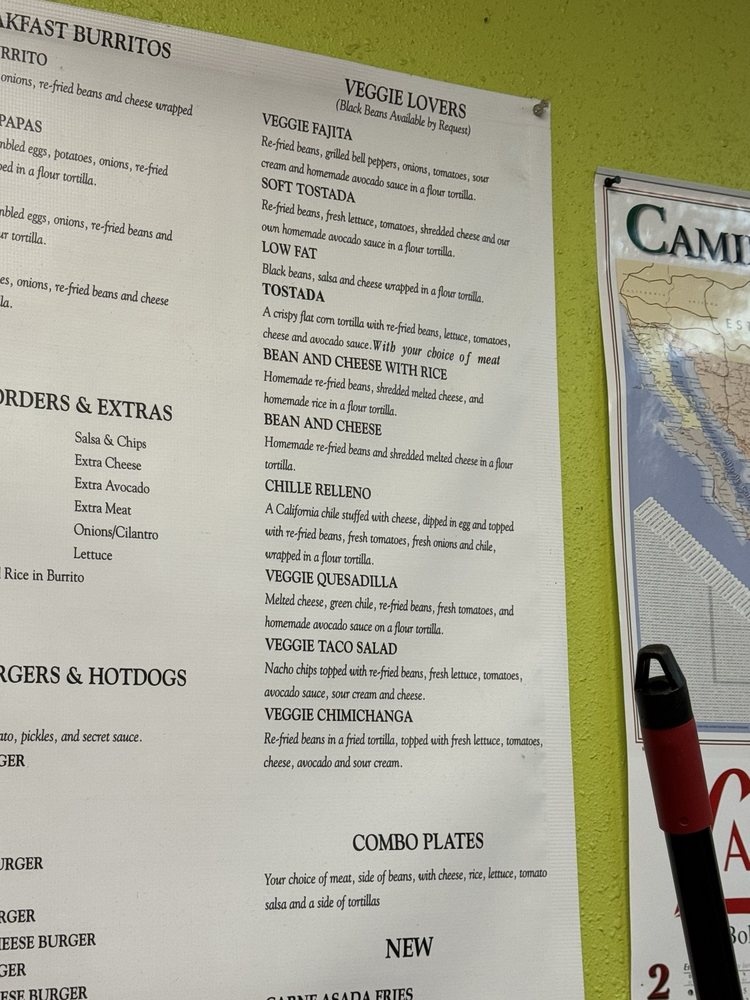 AKFAST BURRITOS
RRITO
onions, re-fried beans and cheese wrapped
PAPAS
mbled eggs, potatoes, onions, re-fried
ped in a flour tortilla.
mbled eggs, onions, re-fried beans and
ur tortilla.
es, onions, re-fried beans and cheese
lla.
ORDERS & EXTRAS
Salsa & Chips
Extra Cheese
Extra Avocado
Extra Meat
Onions/Cilantro
Lettuce
Rice in Burrito
RGERS & HOTDOGS
ato, pickles, and secret sauce.
GER
URGER
RGER
HEESE BURGER
GER
ESE BURGER
VEGGIE LOVERS
(Black Beans Available by Request)
VEGGIE FAJITA
Re-fried beans, grilled bell peppers, onions, tomatoes, sour
cream and homemade avocado sauce in a flour tortilla.
SOFT TOSTADA
Re-fried beans, fresh lettuce, tomatoes, shredded cheese and our
own homemade avocado sauce in a flour tortilla.
LOW FAT
Black beans, salsa and cheese wrapped in a flour tortilla.
TOSTADA
A crispy flat corn tortilla with re-fried beans, lettuce, tomatoes,
cheese and avocado sauce.With your choice of meat
BEAN AND CHEESE WITH RICE
Homemade re-fried beans, shredded melted cheese, and
homemade rice in a flour tortilla.
BEAN AND CHEESE
Homemade re-fried beans and shredded melted cheese in a flour
tortilla.
CHILLE RELLENO
A California chile stuffed with cheese, dipped in egg and topped
with re-fried beans, fresh tomatoes, fresh onions and chile,
wrapped in a flour tortilla.
VEGGIE QUESADILLA
Melted cheese, green chile, re-fried beans, fresh tomatoes, and
homemade avocado sauce on a flour tortilla.
VEGGIE TACO SALAD
Nacho chips topped with re-fried beans, fresh lettuce, tomatoes,
avocado sauce, sour cream and cheese.
VEGGIE CHIMICHANGA
Re-fried beans in a fried tortilla, topped with fresh lettuce, tomatoes,
cheese, avocado and sour cream.
COMBO PLATES
Your choice of meat, side of beans, with cheese, rice, lettuce, tomato
salsa and a side of tortillas
NEW
CARNE ASADA FRIES
CAMI
ES
A
Bol
2